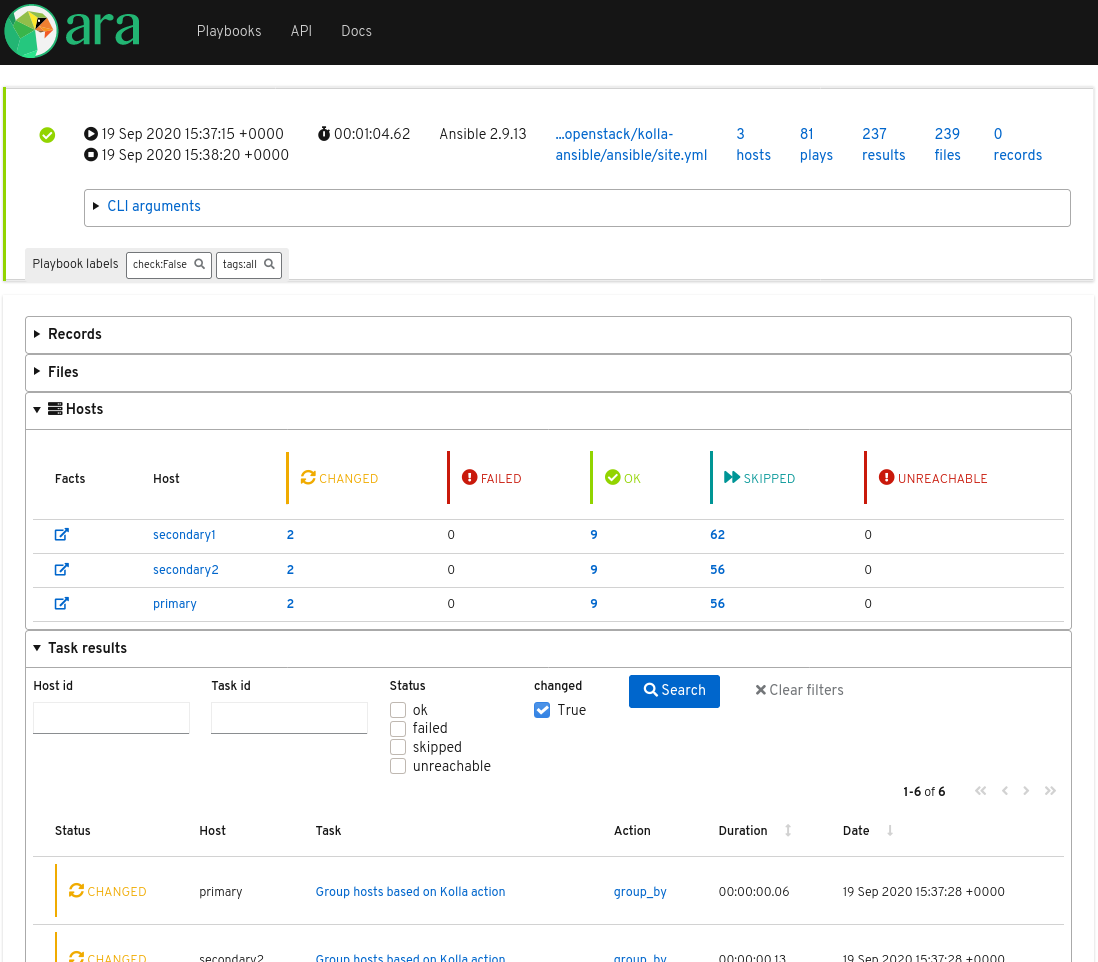 ara Playbooks API Docs
19 Sep 2020 15:37:15 +0000 00:01:04.62 Ansible 2.9.13 ...openstack/kolla- 3 81 237 239 0
19 Sep 2020 15:38:20 +0000 ansible/ansible/site.yml hosts plays results files records
CLI arguments
Playbook labels check:False tags:all
Records
Files
Hosts
Facts Host CHANGED FAILED OK SKIPPED UNREACHABLE
secondary1 2 0 9 62 0
secondary2 2 0 9 56 0
primary 2 0 9 56 0
Task results
Host id Task id Status changed Search Clear filters
ok True
failed
skipped
unreachable
1-6 of 6
Status Host Task Action Duration Date
CHANGED primary Group hosts based on Kolla action group_by 00:00:00.06 19 Sep 2020 15:37:28 +0000
CHANGED secondary2 Group hosts based on Kolla action group_by 00:00:00.13 19 Sep 2020 15:37:28 +0000